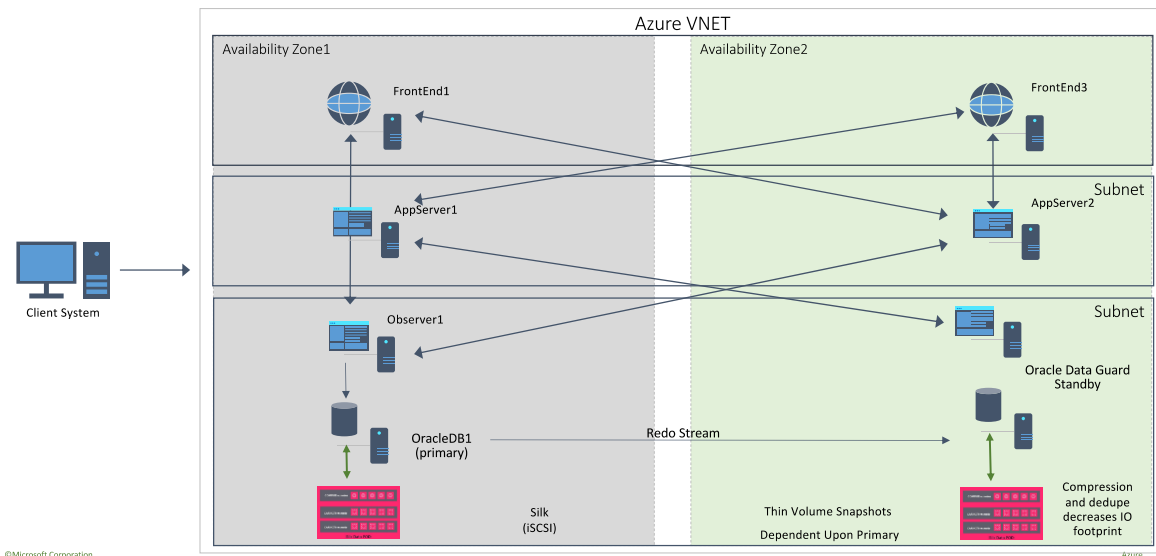 Azure VNET
Availability Zone1
Availability Zone2
FrontEnd1
FrontEnd3
Subnet
AppServer1
AppServer2
Client System
Subnet
Observer1
Oracle Data Guard
Standby
OracleDB1
(primary)
Redo Stream
Silk
(iSCSI)
Thin Volume Snapshots
Dependent Upon Primary
Compression
and dedupe
decreases IO
footprint
©Microsoft Corporation
Azure